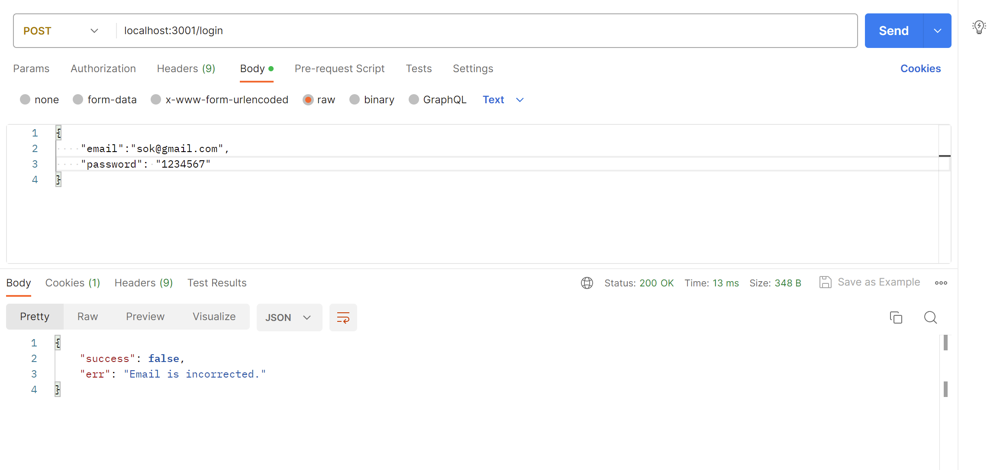 POST localhost:3001/login Send
Params Authorization Headers (9) Body Pre-request Script Tests Settings Cookies
none form-data x-www-form-urlencoded raw binary GraphQL Text
1 {
2 "email":"sok@gmail.com",
3 "password": "1234567"
4 }
Body Cookies (1) Headers (9) Test Results Status: 200 OK Time: 13 ms Size: 348 B Save as Example
Pretty Raw Preview Visualize JSON
1 {
2 "success": false,
3 "err": "Email is incorrected."
4 }